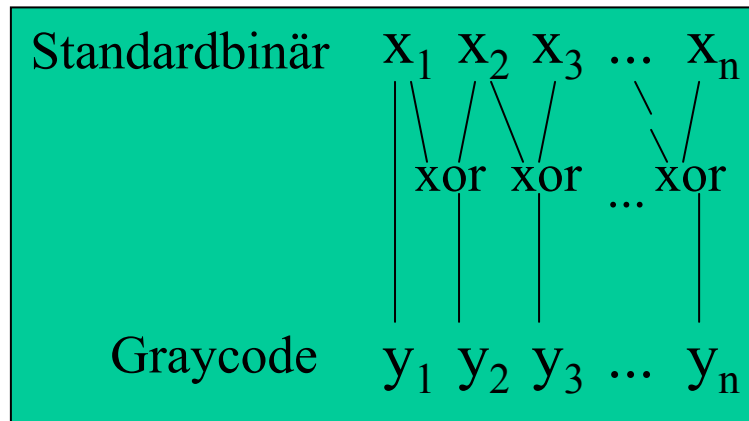 Standardbinär x₁ x₂ x₃ ... xₙ
xor xor ... xor
Graycode y₁ y₂ y₃ ... yₙ